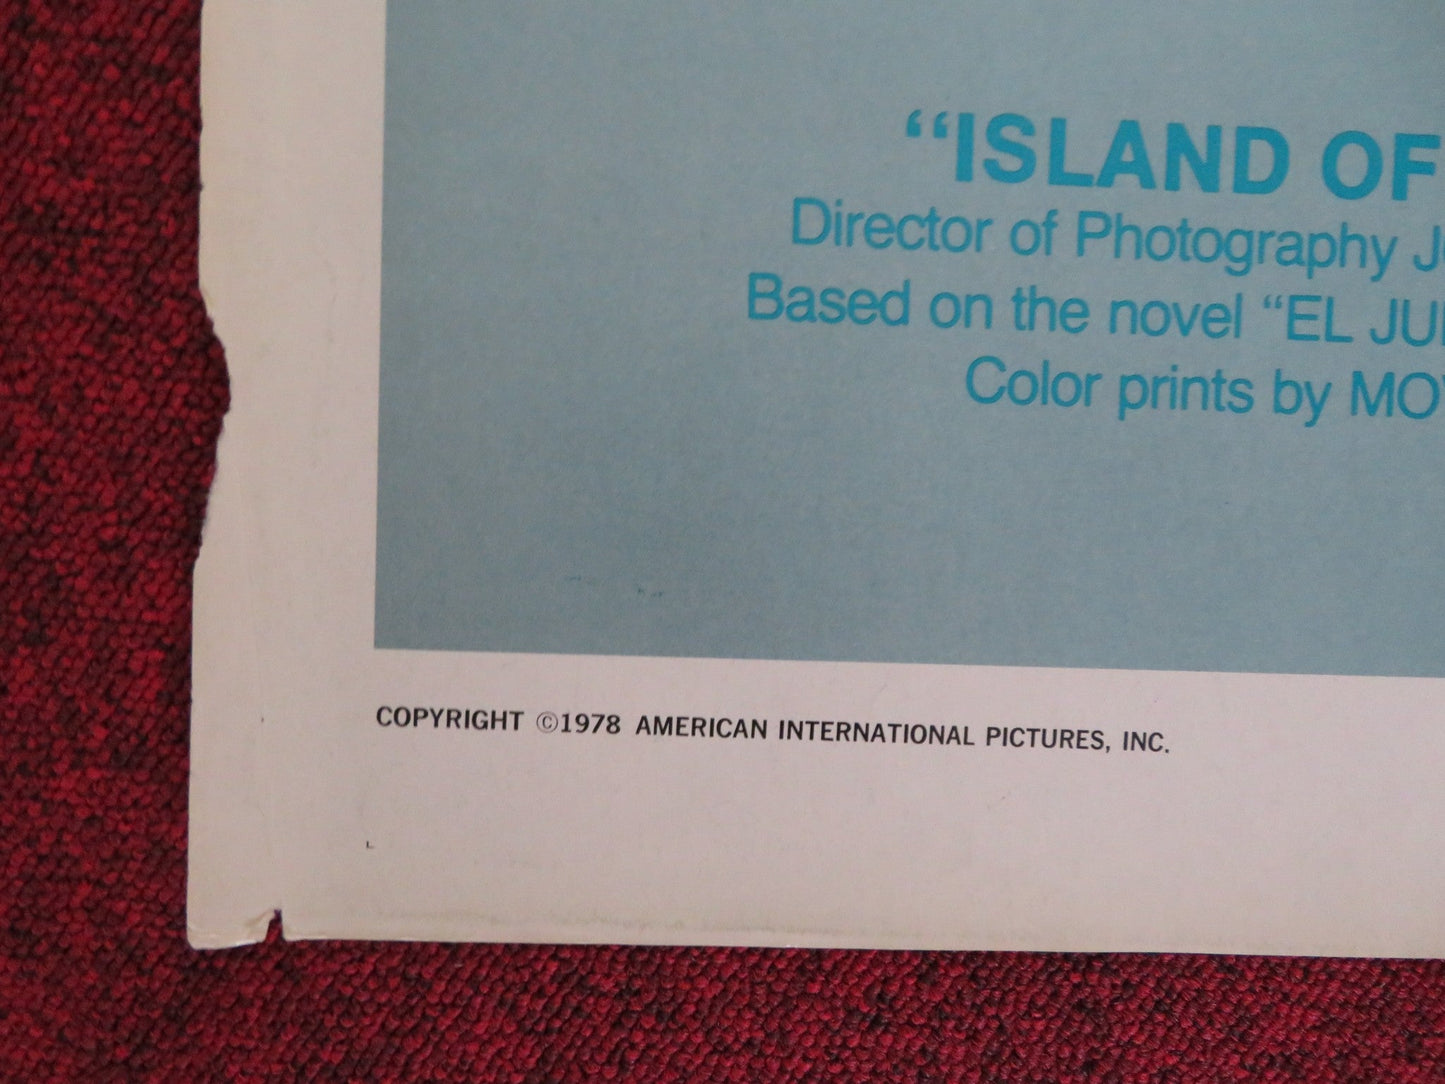 “ISLAND OF
Director of Photography
Based on the novel “EL
Color prints by
COPYRIGHT ©1978 AMERICAN INTERNATIONAL PICTURES, INC.
L